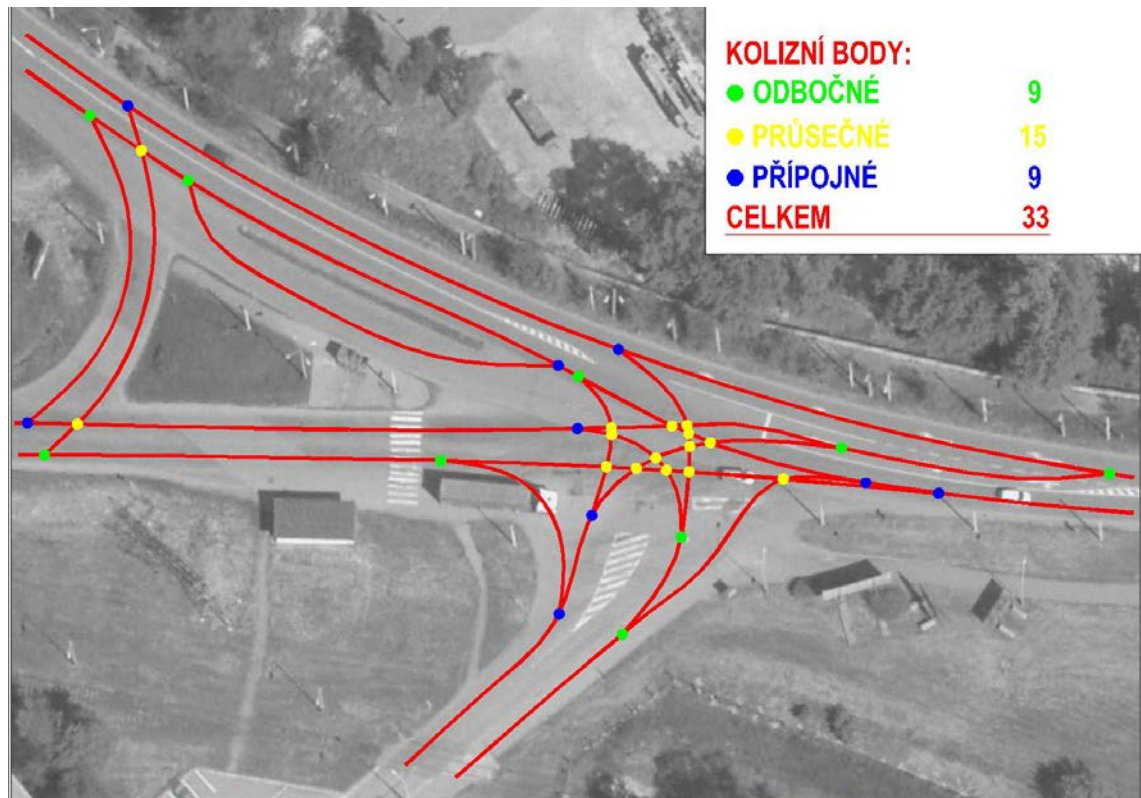 KOLIZNÍ BODY:
ODBOČNÉ 9
PRŮSEČNÉ 15
PŘÍPOJNÉ 9
CELKEM 33